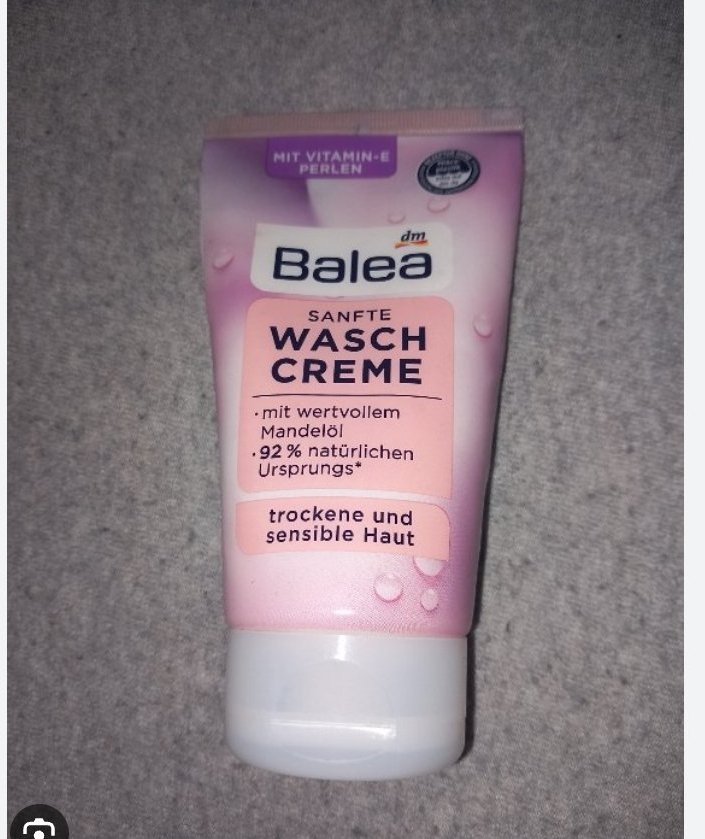 MIT VITAMIN-E
PERLEN
dm
Balea
SANFTE
WASCH
CREME
· mit wertvollem
Mandelöl
· 92 % natürlichen
Ursprungs*
trockene und
sensible Haut